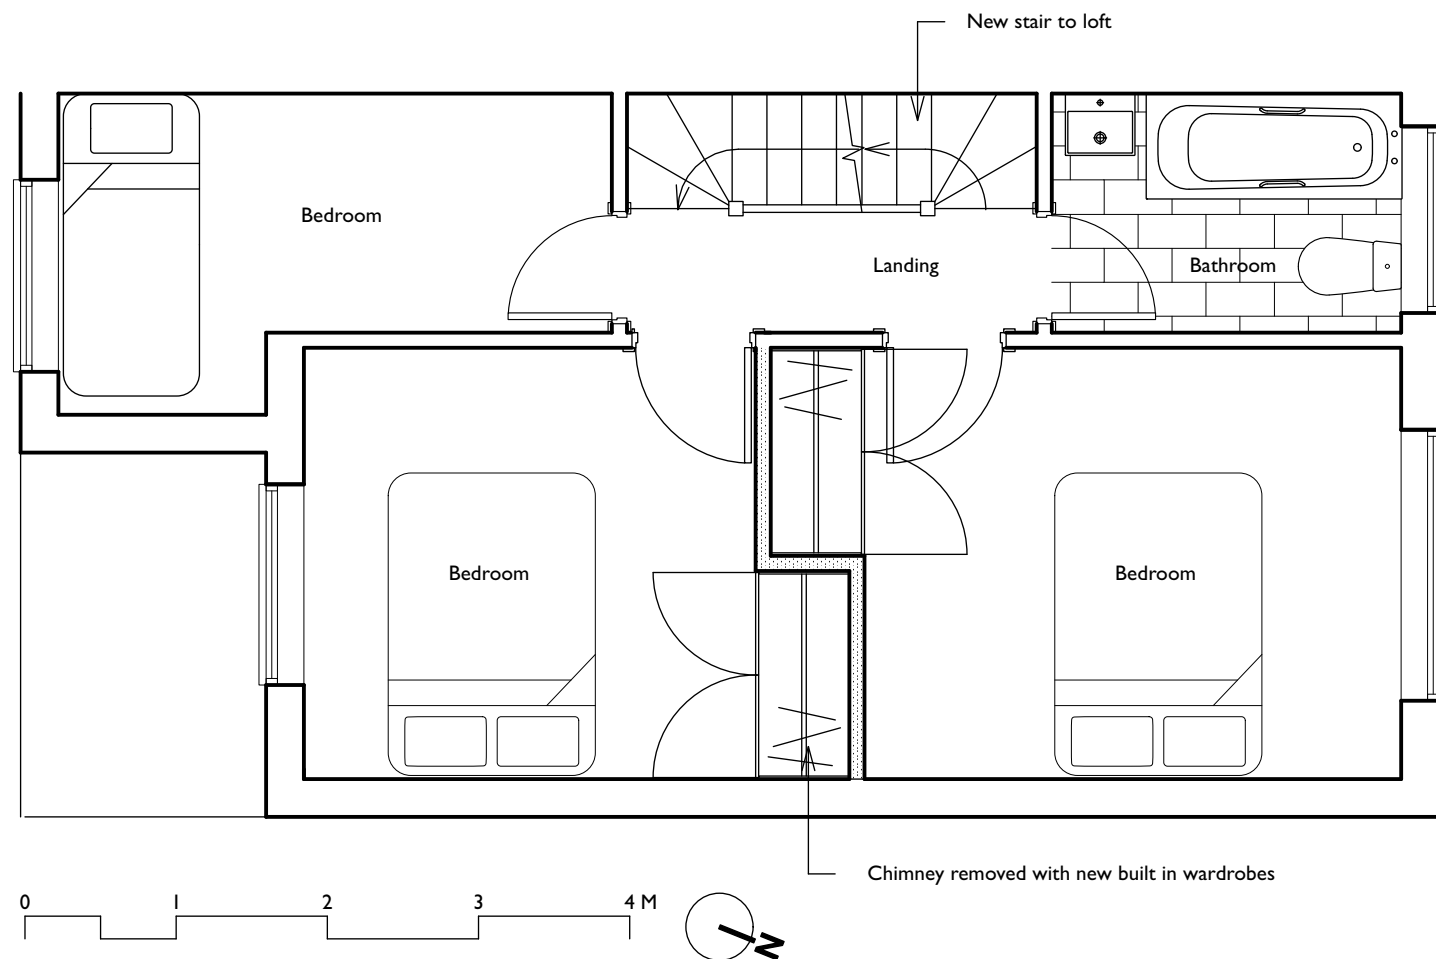 New stair to loft
Bedroom
Landing
Bathroom
Bedroom
Bedroom
Chimney removed with new built in wardrobes
0 1 2 3 4 M
N